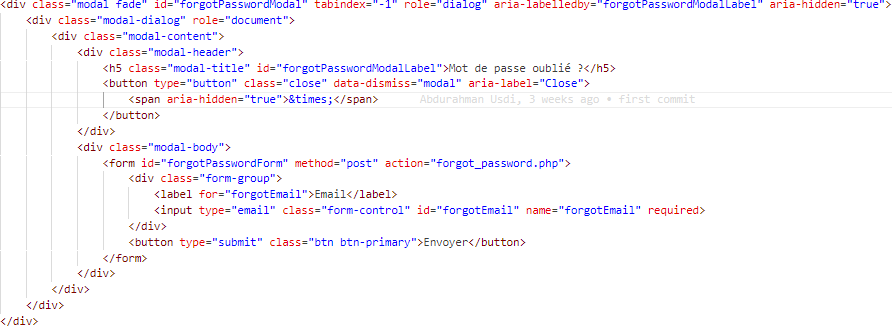 <div class="modal fade" id="forgotPasswordModal" tabindex="-1" role="dialog" aria-labelledby="forgotPasswordModalLabel" aria-hidden="true">
<div class="modal-dialog" role="document">
<div class="modal-content">
<div class="modal-header">
<h5 class="modal-title" id="forgotPasswordModalLabel">Mot de passe oublié ?</h5>
<button type="button" class="close" data-dismiss="modal" aria-label="Close">
<span aria-hidden="true">&times;</span> Abdurahman Usdi, 3 weeks ago • first commit
</button>
</div>
<div class="modal-body">
<form id="forgotPasswordForm" method="post" action="forgot_password.php">
<div class="form-group">
<label for="forgotEmail">Email</label>
<input type="email" class="form-control" id="forgotEmail" name="forgotEmail" required>
</div>
<button type="submit" class="btn btn-primary">Envoyer</button>
</form>
</div>
</div>
</div>
</div>